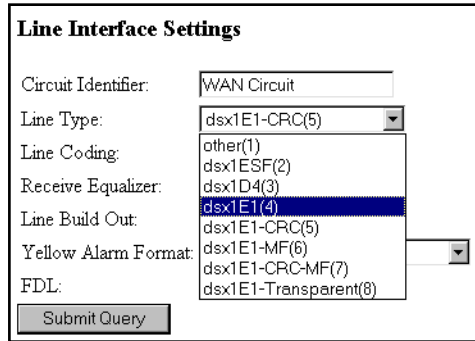 Line Interface Settings
Circuit Identifier: WAN Circuit
Line Type: dsx1E1-CRC(5)
Line Coding: other(1)
dsx1ESF(2)
Receive Equalizer: dsx1D4(3)
dsx1E1(4)
Line Build Out: dsx1E1-CRC(5)
dsx1E1-MF(6)
Yellow Alarm Format: dsx1E1-CRC-MF(7)
FDL: dsx1E1-Transparent(8)
Submit Query